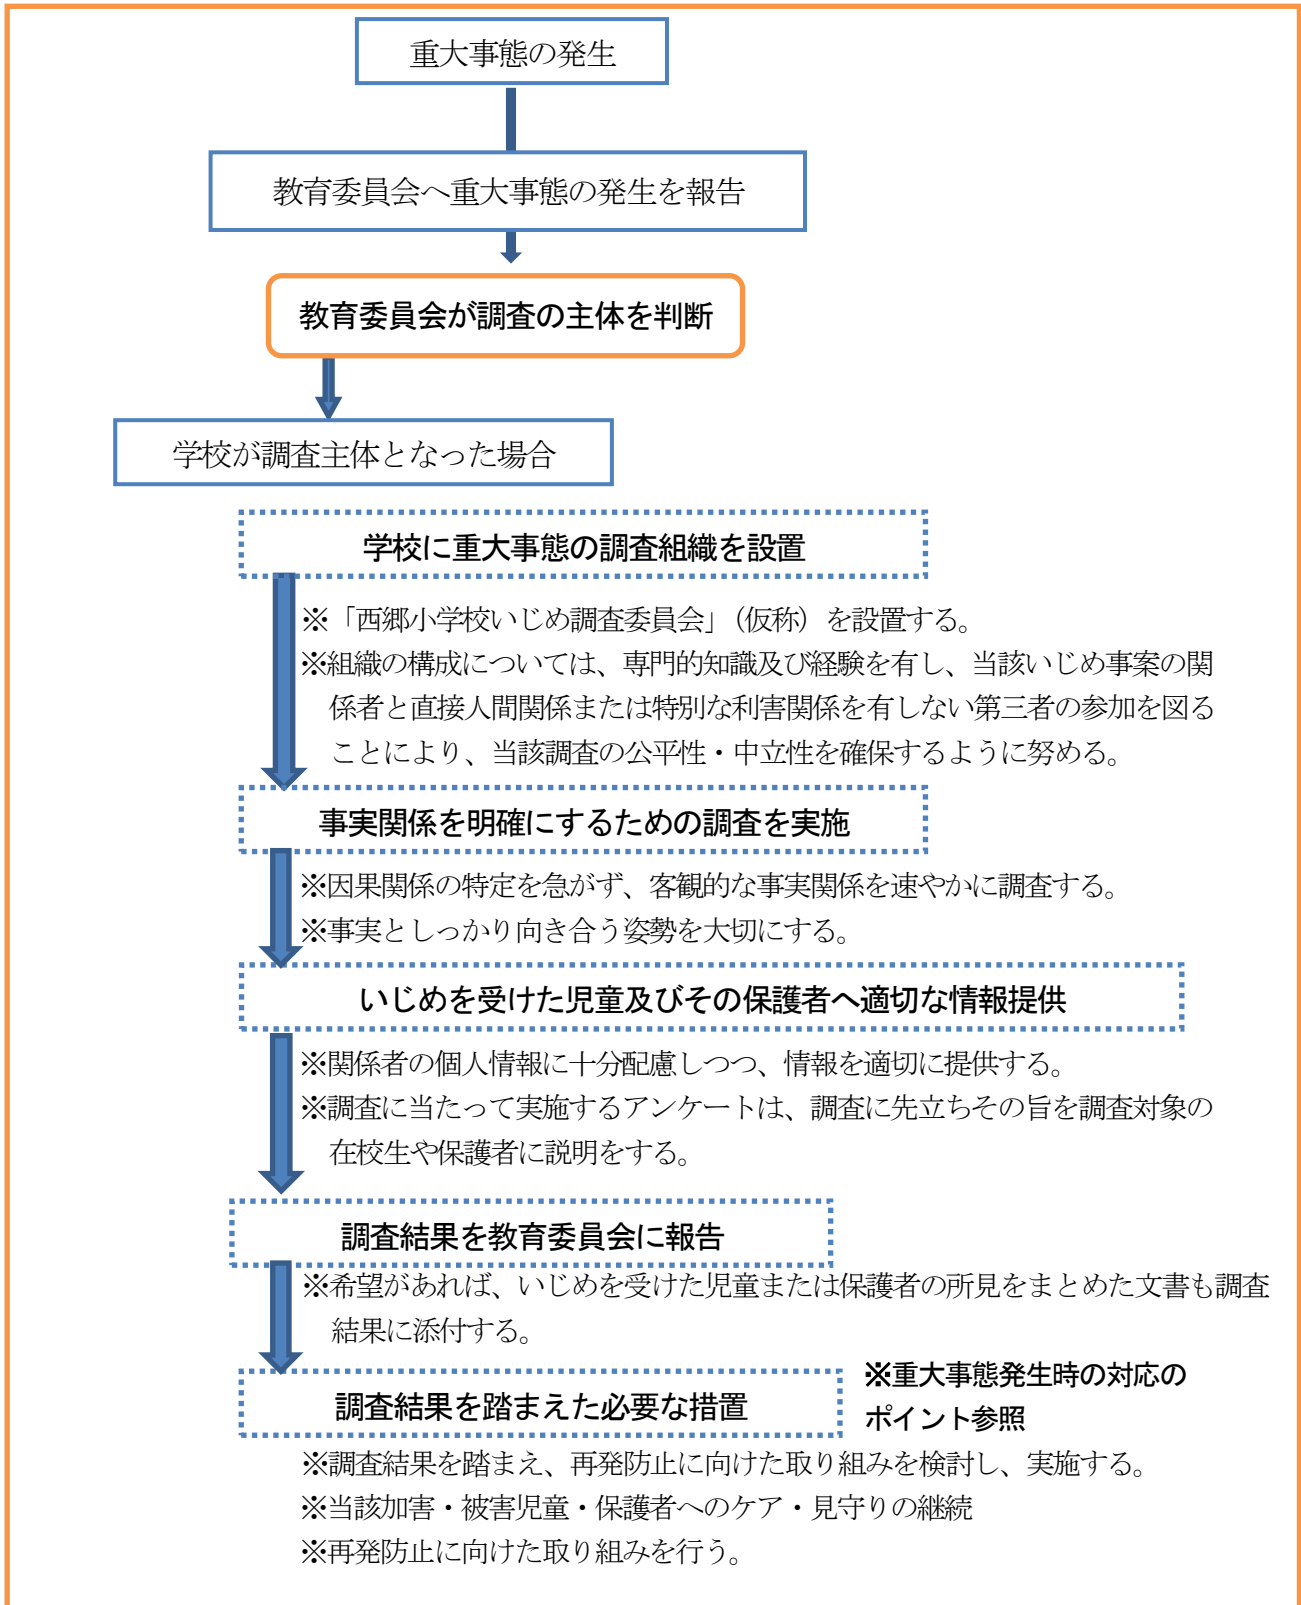 重大事態の発生
教育委員会へ重大事態の発生を報告
教育委員会が調査の主体を判断
学校が調査主体となった場合
学校に重大事態の調査組織を設置
※「西郷小学校いじめ調査委員会」（仮称）を設置する。
※組織の構成については、専門的知識及び経験を有し、当該いじめ事案の関
係者と直接人間関係または特別な利害関係を有しない第三者の参加を図る
ことにより、当該調査の公平性・中立性を確保するように努める。
事実関係を明確にするための調査を実施
※因果関係の特定を急がず、客観的な事実関係を速やかに調査する。
※事実としっかり向き合う姿勢を大切にする。
いじめを受けた児童及びその保護者へ適切な情報提供
※関係者の個人情報に十分配慮しつつ、情報を適切に提供する。
※調査に当たって実施するアンケートは、調査に先立ちその旨を調査対象の
在校生や保護者に説明をする。
調査結果を教育委員会に報告
※希望があれば、いじめを受けた児童または保護者の所見をまとめた文書も調査
結果に添付する。
調査結果を踏まえた必要な措置
※重大事態発生時の対応の
ポイント参照
※調査結果を踏まえ、再発防止に向けた取り組みを検討し、実施する。
※当該加害・被害児童・保護者へのケア・見守りの継続
※再発防止に向けた取り組みを行う。